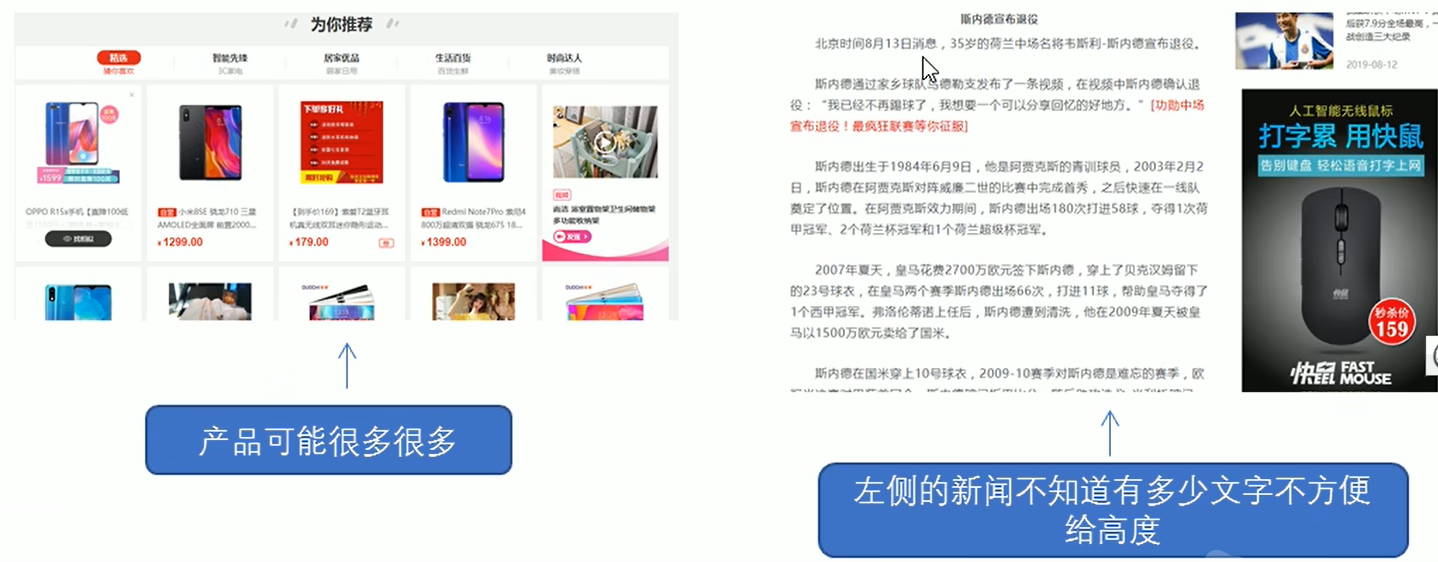 为你推荐
精选
猜你喜欢
智能先锋
3C家电
居家优品
居家日用
生活百货
百货生鲜
时尚达人
美妆穿搭
直降
100元
¥1599
OPPO R15x手机【直降100低
找相似
自营 小米8SE 骁龙710 三星
AMOLED全面屏 前置2000...
¥1299.00
下单多好礼
【到手价169】索爱T2蓝牙耳
机真无线双耳迷你隐形运动...
¥179.00
自营 Redmi Note7Pro 索尼4
800万超清双摄 骁龙675 18...
¥1399.00
视频
尚洁 浴室置物架卫生间储物架
多功能收纳架
发现 >
产品可能很多很多
斯内德宣布退役
北京时间8月13日消息，35岁的荷兰中场名将韦斯利-斯内德宣布退役。
斯内德通过家乡球队乌德勒支发布了一条视频，在视频中斯内德确认退
役：“我已经不再踢球了，我想要一个可以分享回忆的好地方。”[功勋中场
宣布退役！最疯狂联赛等你征服]
斯内德出生于1984年6月9日，他是阿贾克斯的青训球员，2003年2月2
日，斯内德在阿贾克斯对阵威廉二世的比赛中完成首秀，之后快速在一线队
奠定了位置。在阿贾克斯效力期间，斯内德出场180次打进58球，夺得1次荷
甲冠军、2个荷兰杯冠军和1个荷兰超级杯冠军。
2007年夏天，皇马花费2700万欧元签下斯内德，穿上了贝克汉姆留下
的23号球衣，在皇马两个赛季斯内德出场66次，打进11球，帮助皇马夺得了
1个西甲冠军。弗洛伦蒂诺上任后，斯内德遭到清洗，他在2009年夏天被皇
马以1500万欧元卖给了国米。
斯内德在国米穿上10号球衣，2009-10赛季对斯内德是难忘的赛季，欧
后获7.9分全场最高，一
战创造三大纪录
2019-08-12
人工智能无线鼠标
打字累 用快鼠
告别键盘 轻松语音打字上网
快鼠
秒杀价
159
快鼠 FAST
MOUSE
左侧的新闻不知道有多少文字不方便
给高度